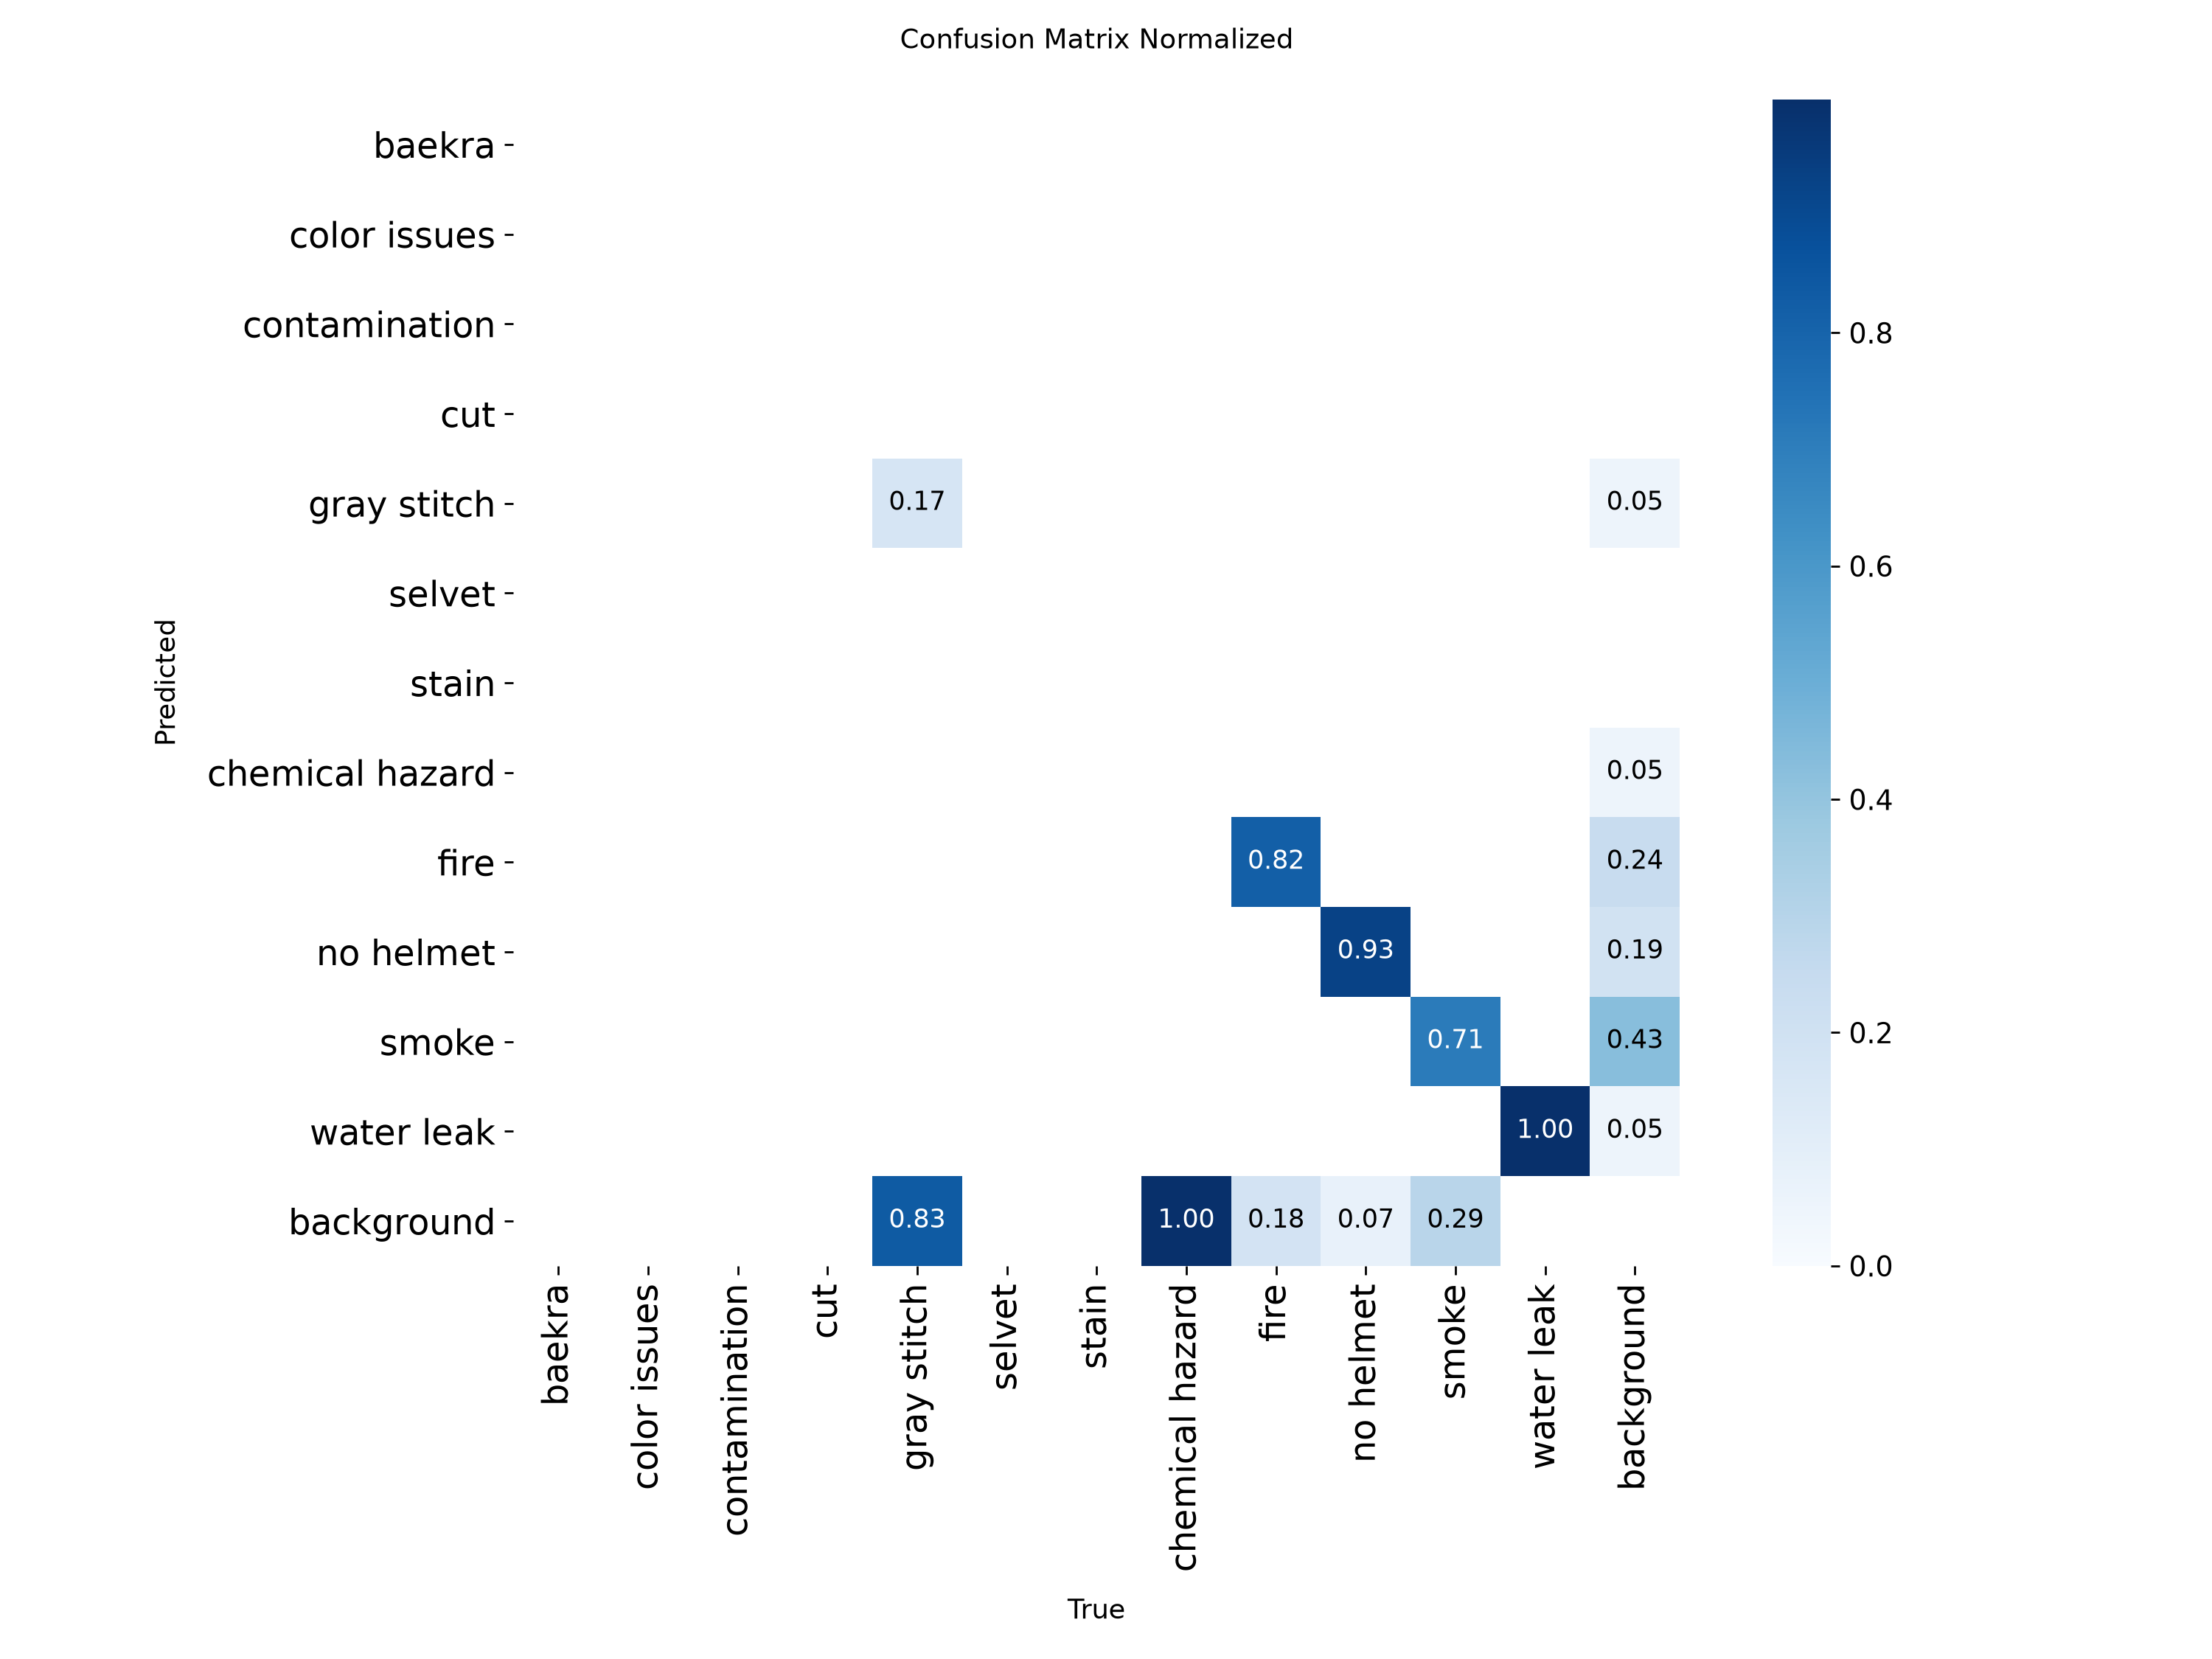 Confusion Matrix Normalized
baekra
color issues
contamination
cut
gray stitch 0.17 0.05
selvet
stain
chemical hazard 0.05
fire 0.82 0.24
no helmet 0.93 0.19
smoke 0.71 0.43
water leak 1.00 0.05
background 0.83 1.00 0.18 0.07 0.29
Predicted
baekra
color issues
contamination
cut
gray stitch
selvet
stain
chemical hazard
fire
no helmet
smoke
water leak
background
True
0.8
0.6
0.4
0.2
0.0